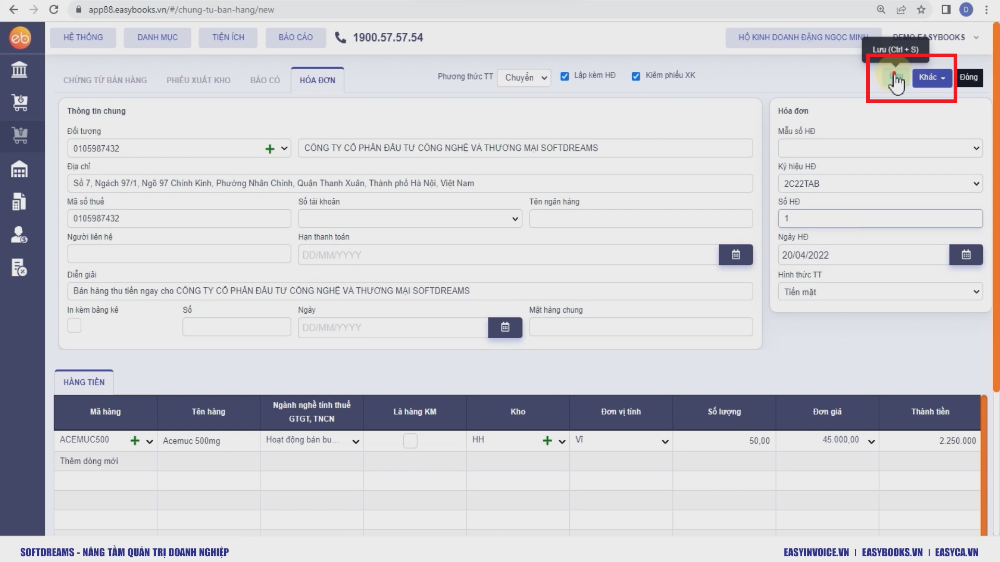 app88.easybooks.vn/#/chung-tu-ban-hang/new
D
eb
HỆ THỐNG
DANH MỤC
TIỆN ÍCH
BÁO CÁO
1900.57.57.54
HỘ KINH DOANH ĐẶNG NGỌC MINH
DEMO.EASYBOOKS
Lưu (Ctrl + S)
CHỨNG TỪ BÁN HÀNG
PHIẾU XUẤT KHO
BÁO CÓ
HÓA ĐƠN
Phương thức TT
Chuyển
Lập kèm HĐ
Kiêm phiếu XK
Khác
Đóng
Thông tin chung
Đối tượng
0105987432
CÔNG TY CỔ PHẦN ĐẦU TƯ CÔNG NGHỆ VÀ THƯƠNG MẠI SOFTDREAMS
Địa chỉ
Số 7, Ngách 97/1, Ngõ 97 Chính Kinh, Phường Nhân Chính, Quận Thanh Xuân, Thành phố Hà Nội, Việt Nam
Mã số thuế
Số tài khoản
Tên ngân hàng
0105987432
Người liên hệ
Hạn thanh toán
DD/MM/YYYY
Diễn giải
Bán hàng thu tiền ngay cho CÔNG TY CỔ PHẦN ĐẦU TƯ CÔNG NGHỆ VÀ THƯƠNG MẠI SOFTDREAMS
In kèm bảng kê
Số
Ngày
Mặt hàng chung
DD/MM/YYYY
Hóa đơn
Mẫu số HĐ
Ký hiệu HĐ
2C22TAB
Số HĐ
1
Ngày HĐ
20/04/2022
Hình thức TT
Tiền mặt
HÀNG TIỀN
Mã hàng
Tên hàng
Ngành nghề tính thuế
GTGT, TNCN
Là hàng KM
Kho
Đơn vị tính
Số lượng
Đơn giá
Thành tiền
ACEMUC500
Acemuc 500mg
Hoạt động bán bu...
HH
Vĩ
50,00
45.000,00
2.250.000
Thêm dòng mới
SOFTDREAMS - NÂNG TẦM QUẢN TRỊ DOANH NGHIỆP
EASYINVOICE.VN | EASYBOOKS.VN | EASYCA.VN